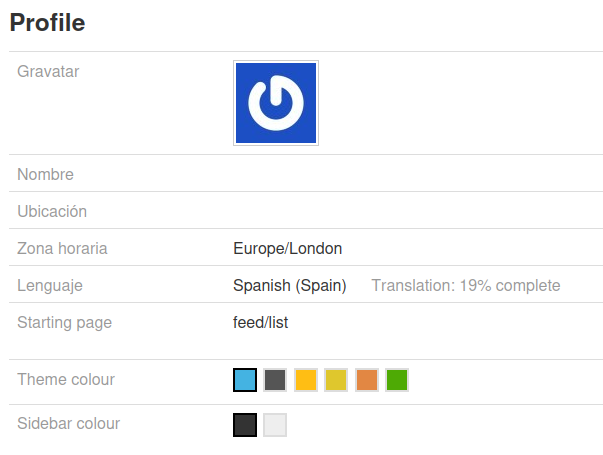 Profile
Gravatar
Nombre
Ubicación
Zona horaria Europe/London
Lenguaje Spanish (Spain) Translation: 19% complete
Starting page feed/list
Theme colour
Sidebar colour